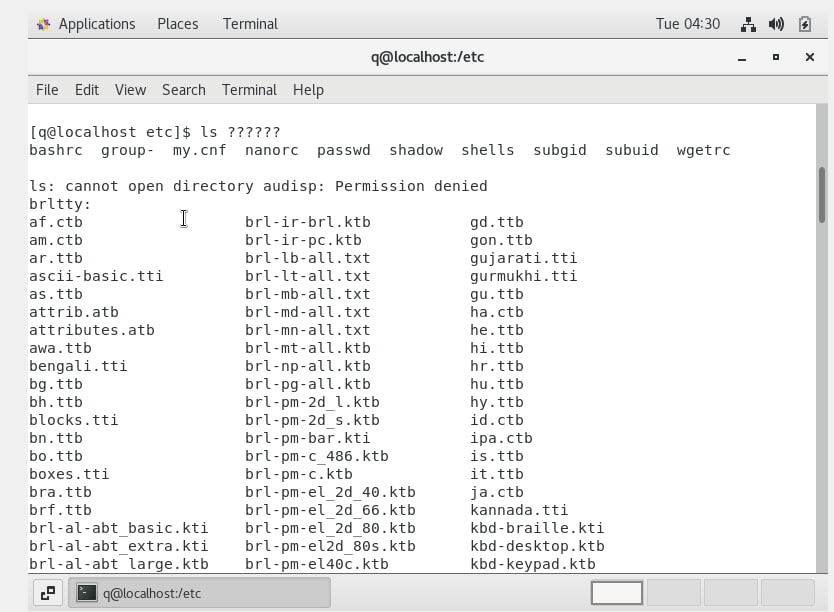 Applications Places Terminal Tue 04:30
q@localhost:/etc
File Edit View Search Terminal Help
[q@localhost etc]$ ls ??????
bashrc group- my.cnf nanorc passwd shadow shells subgid subuid wgetrc
ls: cannot open directory audisp: Permission denied
brltty:
af.ctb brl-ir-brl.ktb gd.ttb
am.ctb brl-ir-pc.ktb gon.ttb
ar.ttb brl-lb-all.txt gujarati.tti
ascii-basic.tti brl-lt-all.txt gurmukhi.tti
as.ttb brl-mb-all.txt gu.ttb
attrib.atb brl-md-all.txt ha.ctb
attributes.atb brl-mn-all.txt he.ttb
awa.ttb brl-mt-all.ktb hi.ttb
bengali.tti brl-np-all.ktb hr.ttb
bg.ttb brl-pg-all.ktb hu.ttb
bh.ttb brl-pm-2d_l.ktb hy.ttb
blocks.tti brl-pm-2d_s.ktb id.ctb
bn.ttb brl-pm-bar.kti ipa.ctb
bo.ttb brl-pm-c_486.ktb is.ttb
boxes.tti brl-pm-c.ktb it.ttb
bra.ttb brl-pm-el_2d_40.ktb ja.ctb
brf.ttb brl-pm-el_2d_66.ktb kannada.tti
brl-al-abt_basic.kti brl-pm-el_2d_80.ktb kbd-braille.kti
brl-al-abt_extra.kti brl-pm-el2d_80s.ktb kbd-desktop.ktb
brl-al-abt_large.ktb brl-pm-el40c.ktb kbd-keypad.ktb
q@localhost:/etc